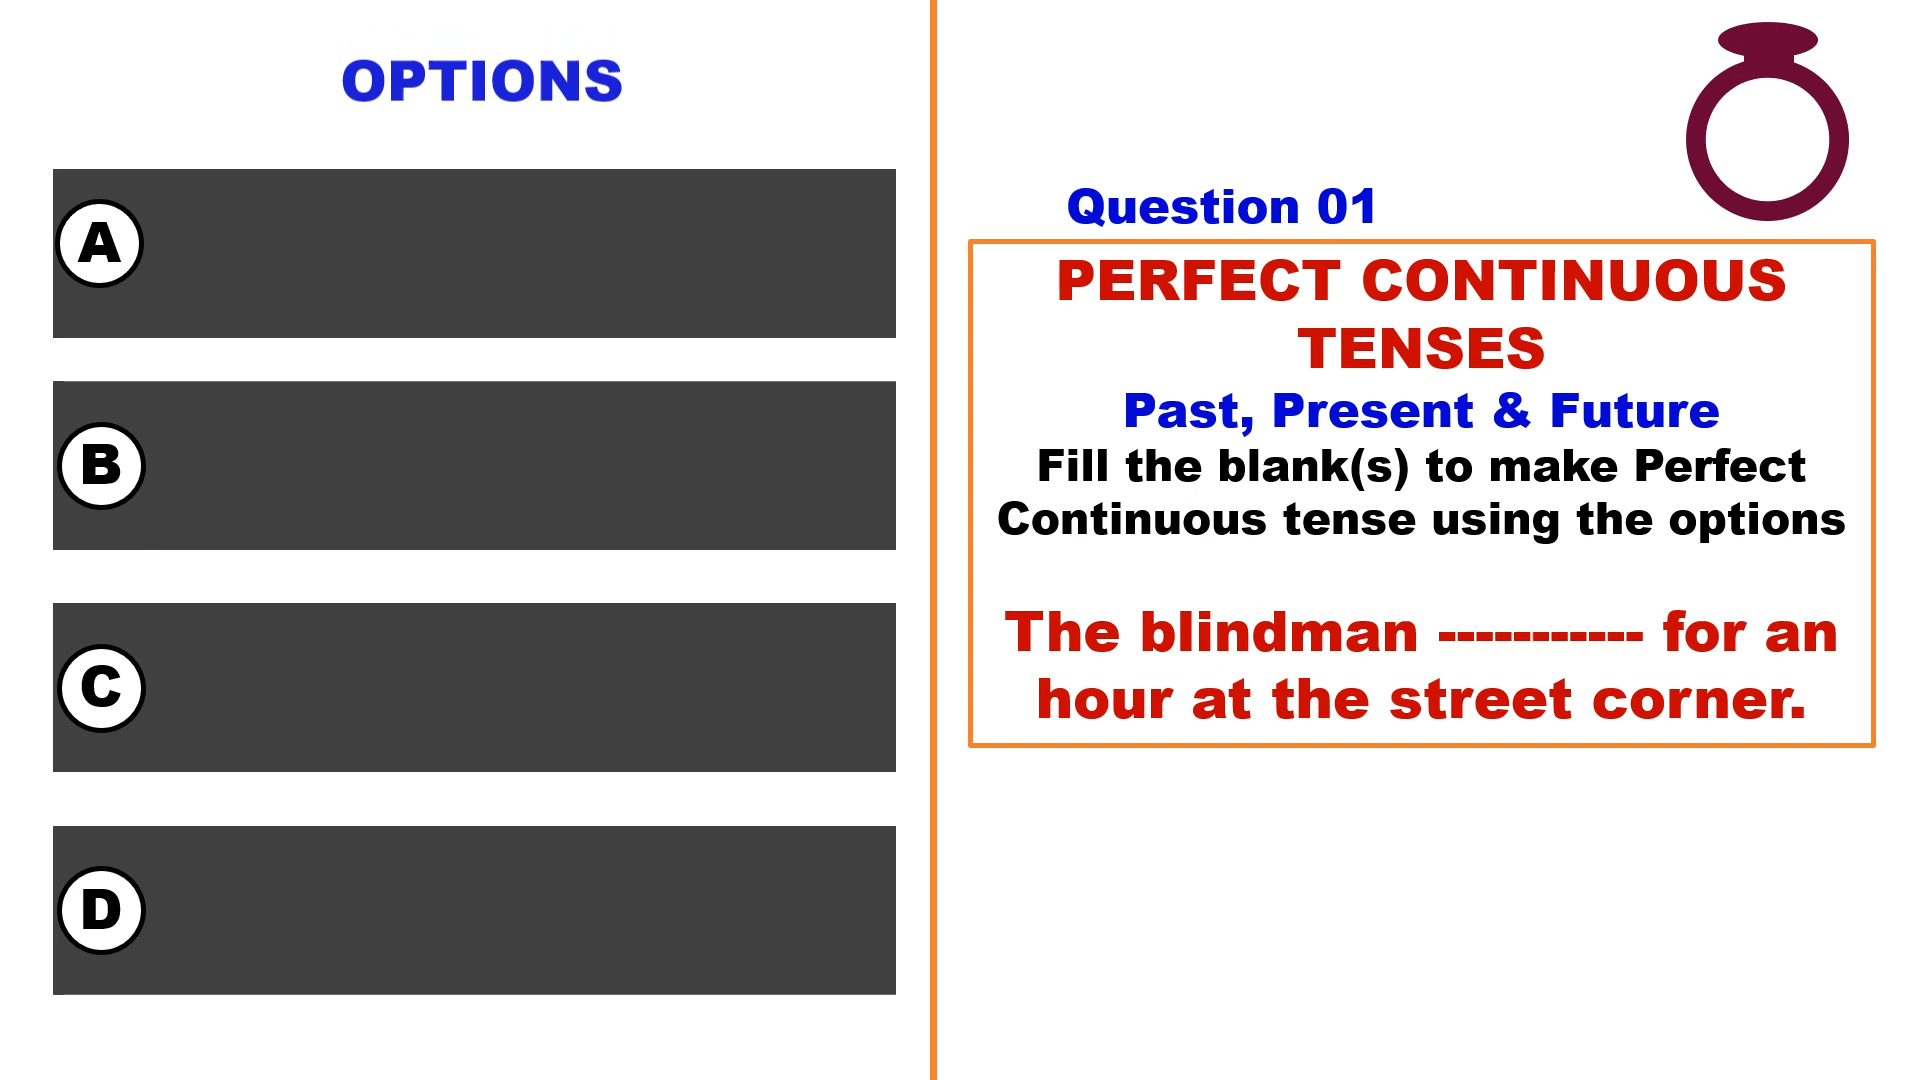 OPTIONS
A
B
C
D
Question 01
PERFECT CONTINUOUS
TENSES
Past, Present & Future
Fill the blank(s) to make Perfect
Continuous tense using the options
The blindman ----------- for an
hour at the street corner.